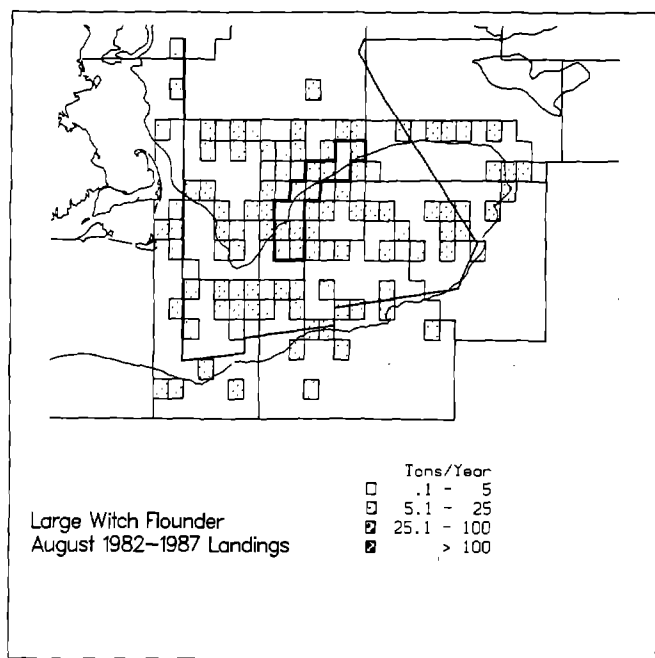 Tons/Year
.1 - 5
5.1 - 25
25.1 - 100
> 100
Large Witch Flounder
August 1982-1987 Landings